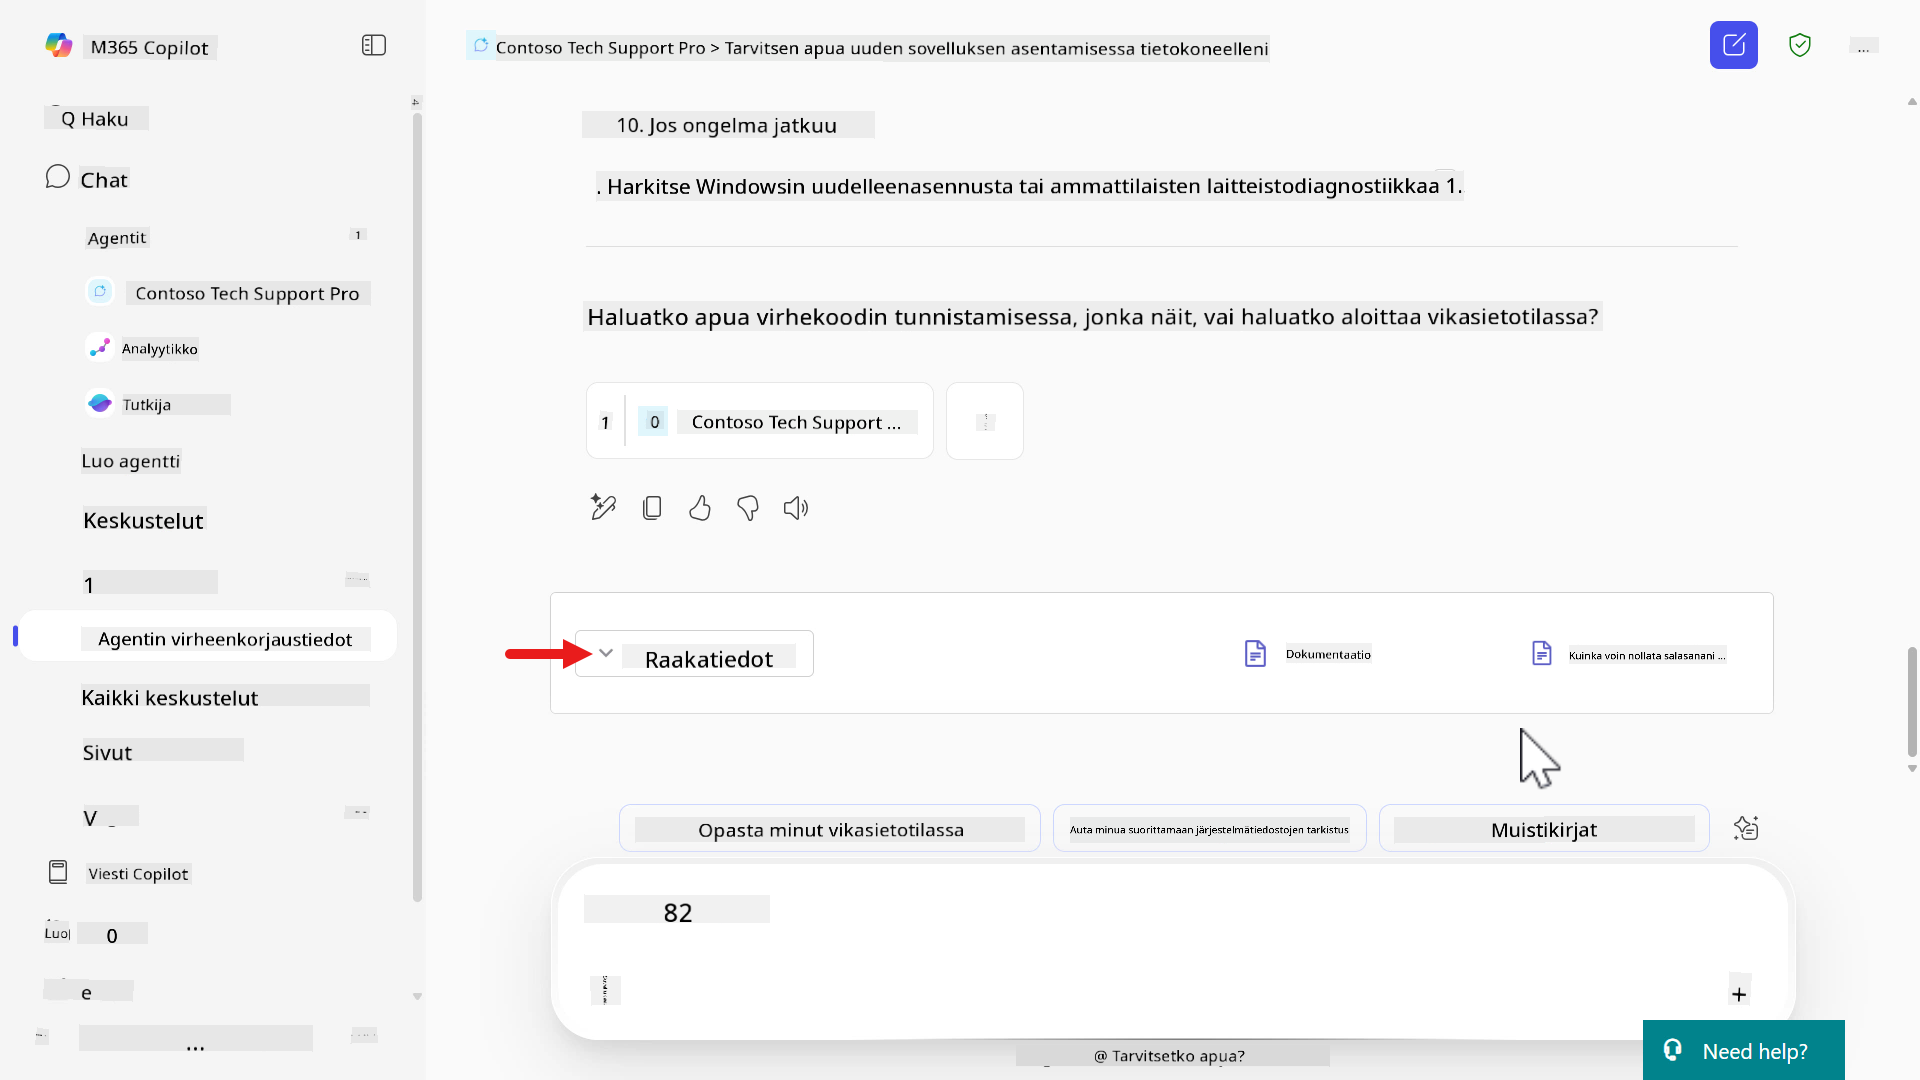 M365 Copilot
Q Haku
Chat
Agentit
1
Contoso Tech Support Pro
Analyytikko
Tutkija
Luo agentti
Keskustelut
1
Agentin virheenkorjaustiedot
Kaikki keskustelut
Sivut
V
Viesti Copilot
Luo
0
e
...
Contoso Tech Support Pro > Tarvitsen apua uuden sovelluksen asentamisessa tietokoneelleni
...
10. Jos ongelma jatkuu
. Harkitse Windowsin uudelleenasennusta tai ammattilaisten laitteistodiagnostiikkaa 1.
Haluatko apua virhekoodin tunnistamisessa, jonka näit, vai haluatko aloittaa vikasietotilassa?
1
0
Contoso Tech Support ...
Raakatiedot
Dokumentaatio
Kuinka voin nollata salasanani ...
Opasta minut vikasietotilassa
Auta minua suorittamaan järjestelmätiedostojen tarkistus
Muistikirjat
82
+
@ Tarvitsetko apua?
Need help?